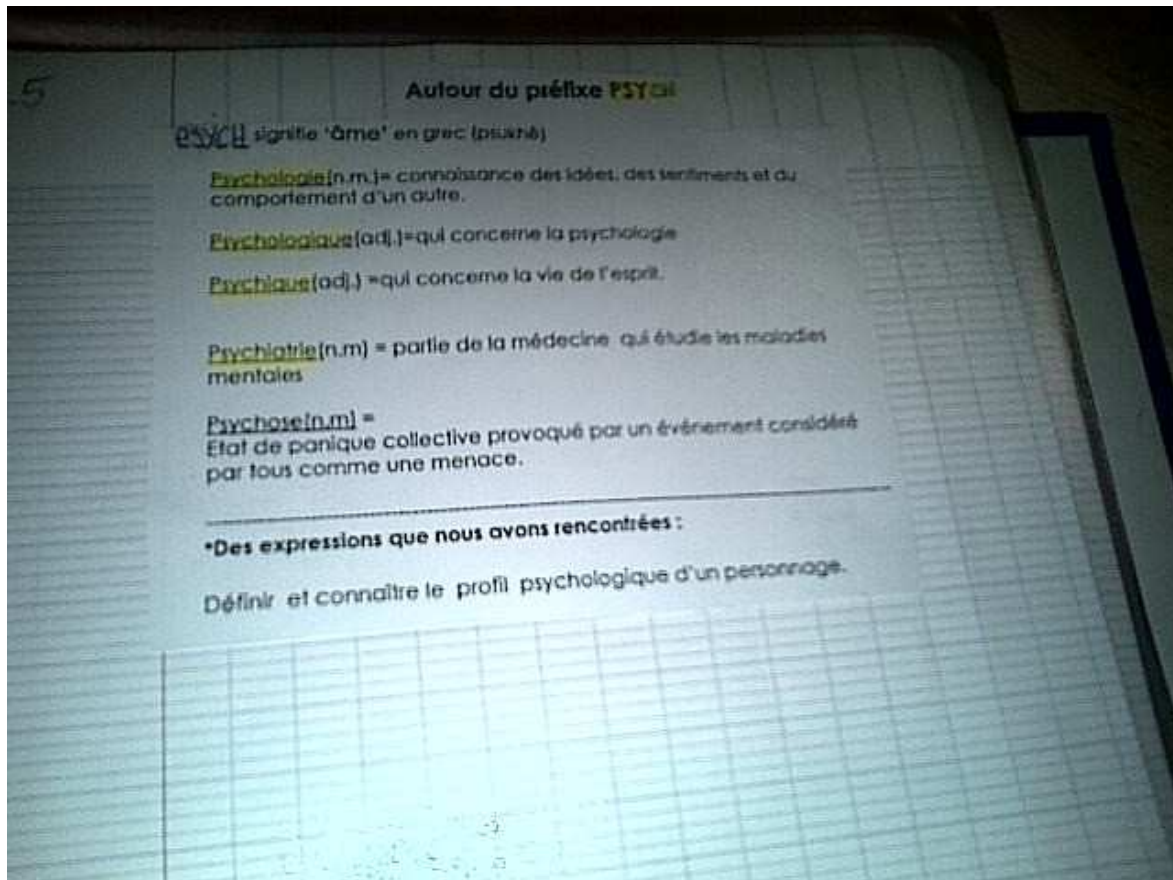 .5
Autour du préfixe PSY
PSYCH signifie 'âme' en grec (psukhê)
Psychologie(n.m.)= connaissance des idées, des sentiments et du
comportement d'un autre.
Psychologique(adj.)=qui concerne la psychologie
Psychique(adj.) =qui concerne la vie de l'esprit.
Psychiatrie(n.m) = partie de la médecine qui étudie les maladies
mentales
Psychose(n.m) =
Etat de panique collective provoqué par un événement considéré
par tous comme une menace.
•Des expressions que nous avons rencontrées :
Définir et connaître le profil psychologique d'un personnage.